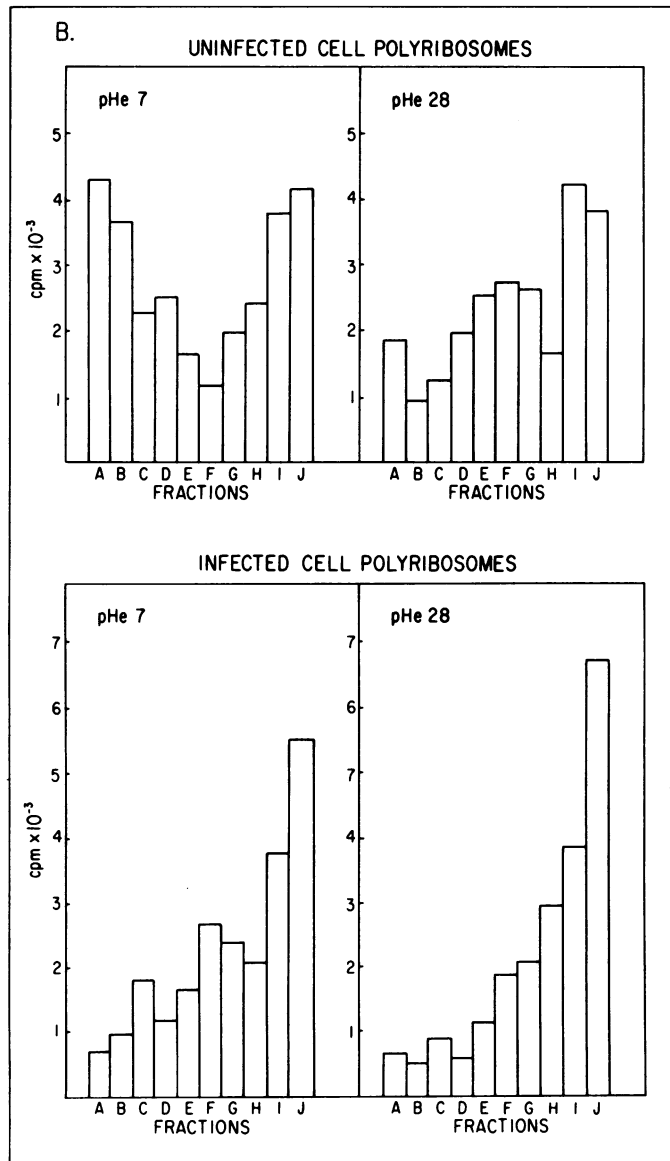 B.
UNINFECTED CELL POLYRIBOSOMES
pHe 7
pHe 28
5
4
3
2
1
cpm x 10⁻³
5
4
3
2
1
A B C D E F G H I J
FRACTIONS
A B C D E F G H I J
FRACTIONS
INFECTED CELL POLYRIBOSOMES
pHe 7
pHe 28
7
6
5
4
3
2
1
cpm x 10⁻³
7
6
7
4
3
2
1
A B C D E F G H I J
FRACTIONS
A B C D E F G H I J
FRACTIONS